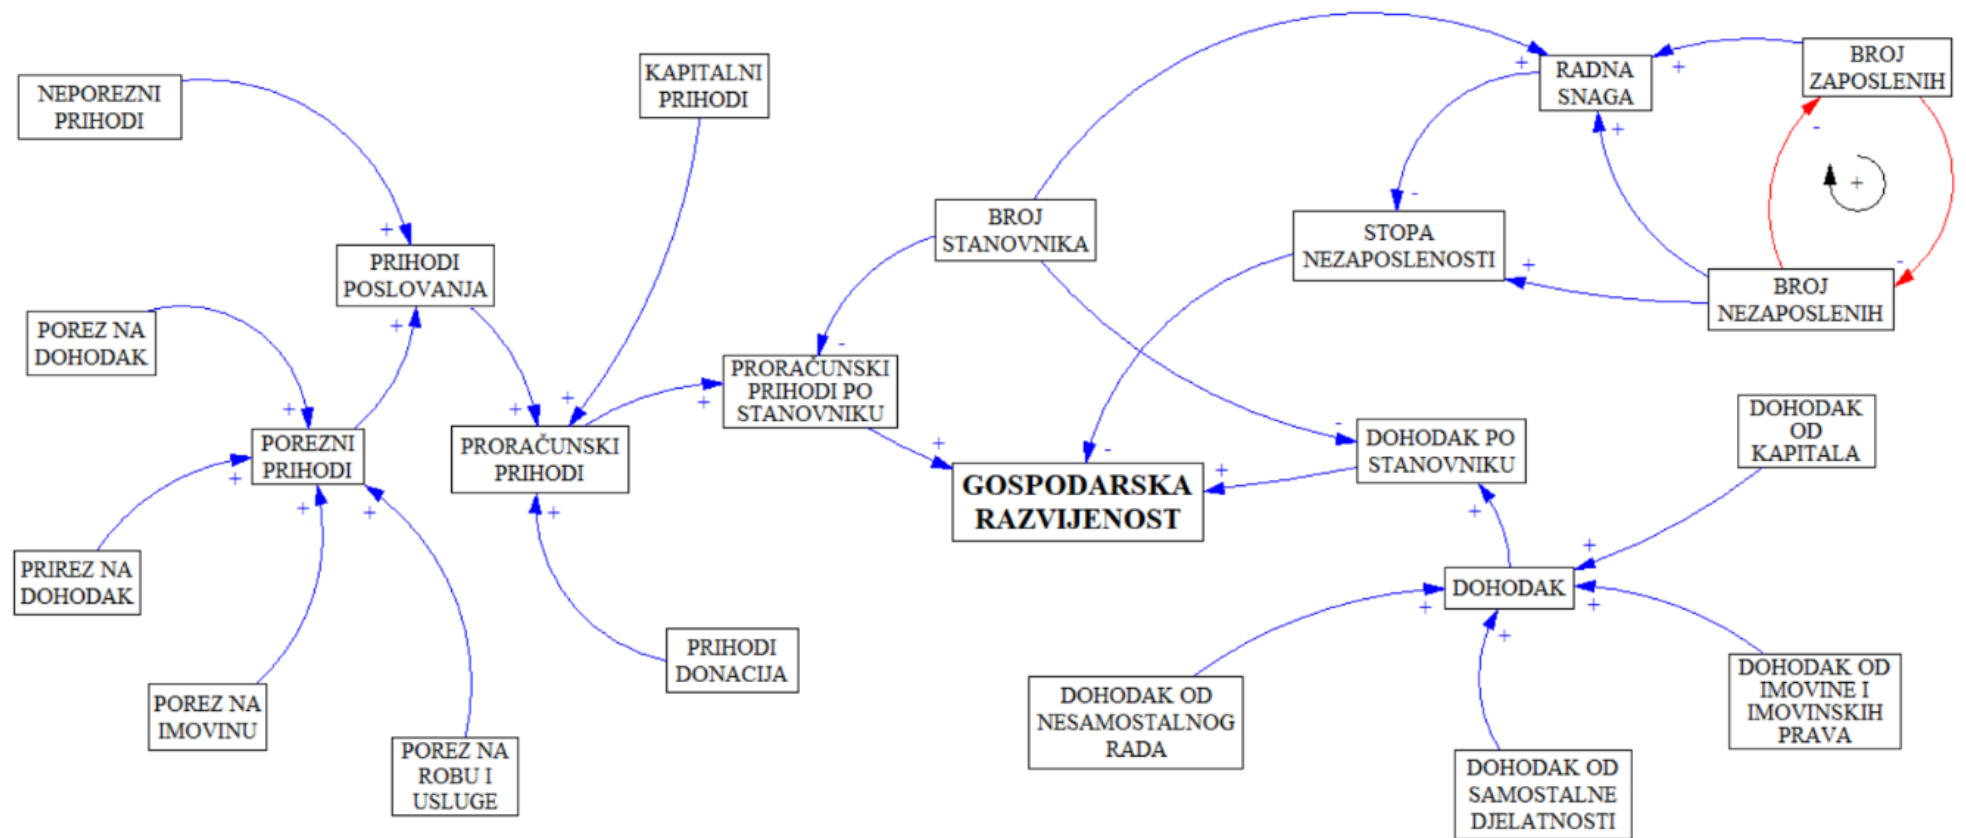 NEPOREZNI
PRIHODI
KAPITALNI
PRIHODI
RADNA
SNAGA
BROJ
ZAPOSLENIH
+
+
+
-
+
-
-
+
BROJ
STANOVNIKA
STOPA
NEZAPOSLENOSTI
BROJ
NEZAPOSLENIH
+
PRIHODI
POSLOVANJA
+
POREZ NA
DOHODAK
-
PRORAČUNSKI
PRIHODI PO
STANOVNIKU
+
+
+
+
+
-
-
+
+
POREZNI
PRIHODI
PRORAČUNSKI
PRIHODI
GOSPODARSKA
RAZVIJENOST
DOHODAK PO
STANOVNIKU
DOHODAK
OD
KAPITALA
+
+
+
+
+
+
PRIREZ NA
DOHODAK
DOHODAK
+
+
+
+
PRIHODI
DONACIJA
POREZ NA
IMOVINU
POREZ NA
ROBU I
USLUGE
DOHODAK OD
NESAMOSTALNOG
RADA
DOHODAK OD
SAMOSTALNE
DJELATNOSTI
DOHODAK OD
IMOVINE I
IMOVINSKIH
PRAVA